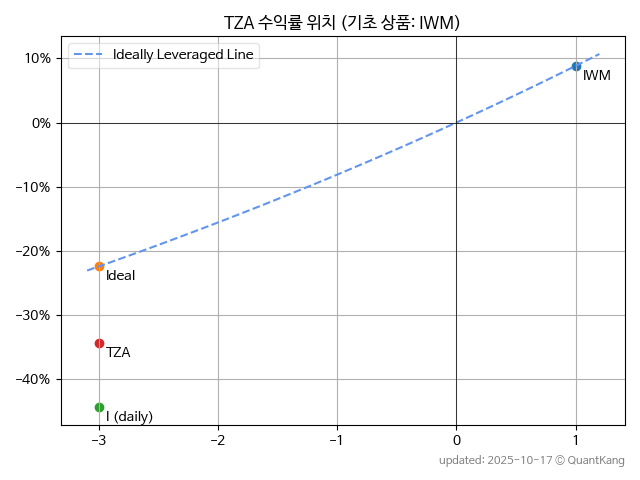 TZA 수익률 위치 (기초 상품: IWM)
Ideally Leveraged Line
10%
IWM
0%
−10%
−20%
Ideal
−30%
TZA
−40%
I (daily)
−3 −2 −1 0 1
updated: 2025-10-17 © QuantKang